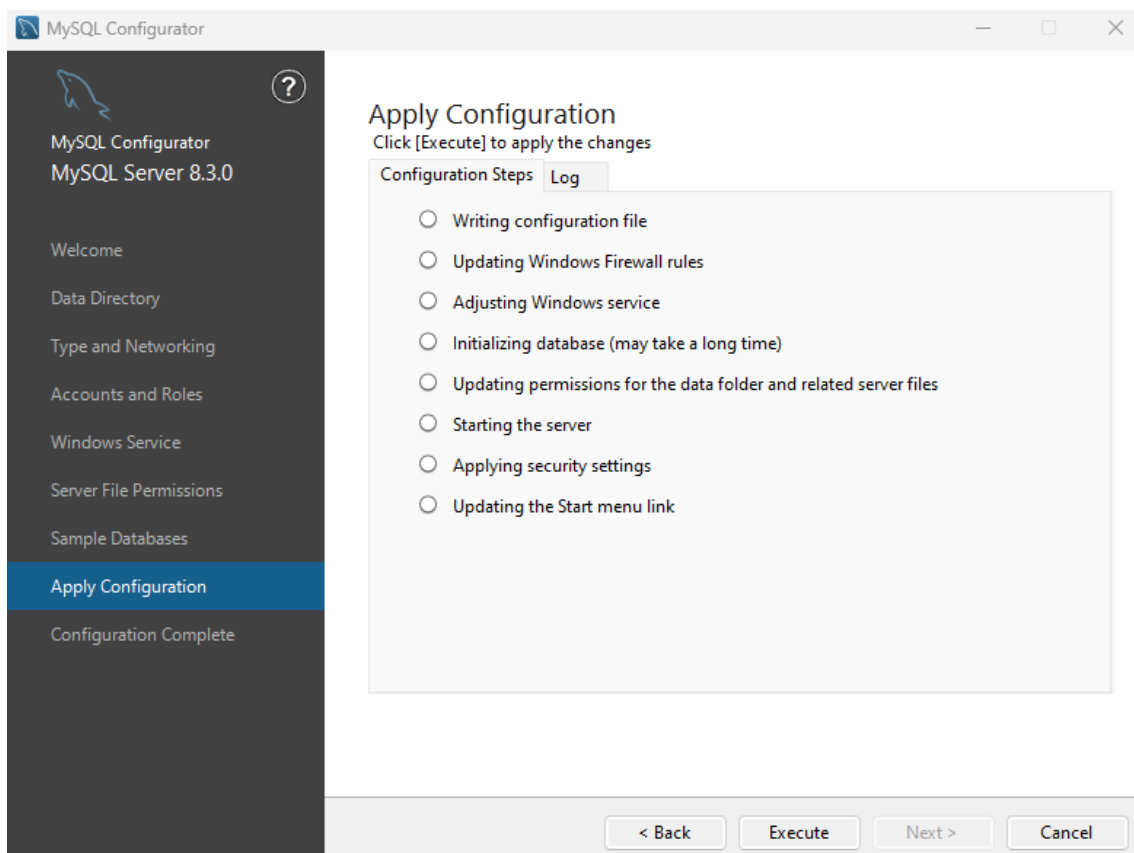 MySQL Configurator
?
MySQL Configurator
MySQL Server 8.3.0
Welcome
Data Directory
Type and Networking
Accounts and Roles
Windows Service
Server File Permissions
Sample Databases
Apply Configuration
Configuration Complete
Apply Configuration
Click [Execute] to apply the changes
Configuration Steps Log
Writing configuration file
Updating Windows Firewall rules
Adjusting Windows service
Initializing database (may take a long time)
Updating permissions for the data folder and related server files
Starting the server
Applying security settings
Updating the Start menu link
< Back Execute Next > Cancel